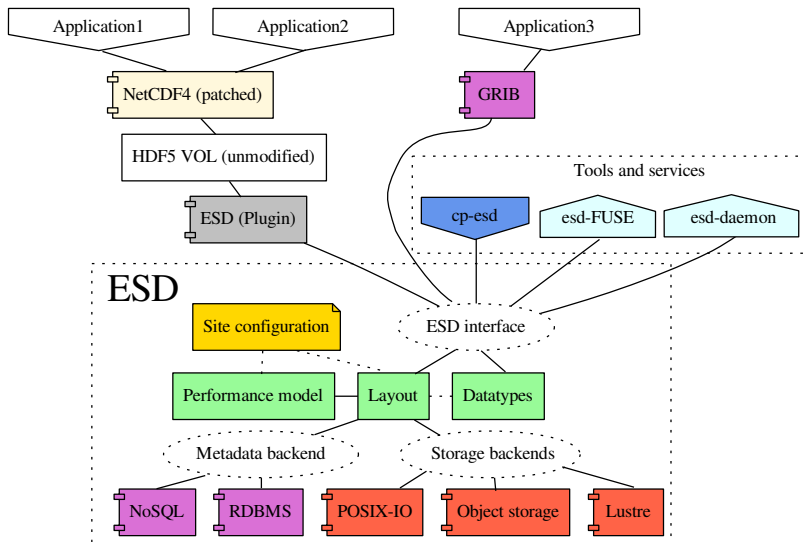 Application1
Application2
Application3
NetCDF4 (patched)
GRIB
HDF5 VOL (unmodified)
Tools and services
ESD (Plugin)
cp-esd
esd-FUSE
esd-daemon
ESD
Site configuration
ESD interface
Performance model
Layout
Datatypes
Metadata backend
Storage backends
NoSQL
RDBMS
POSIX-IO
Object storage
Lustre